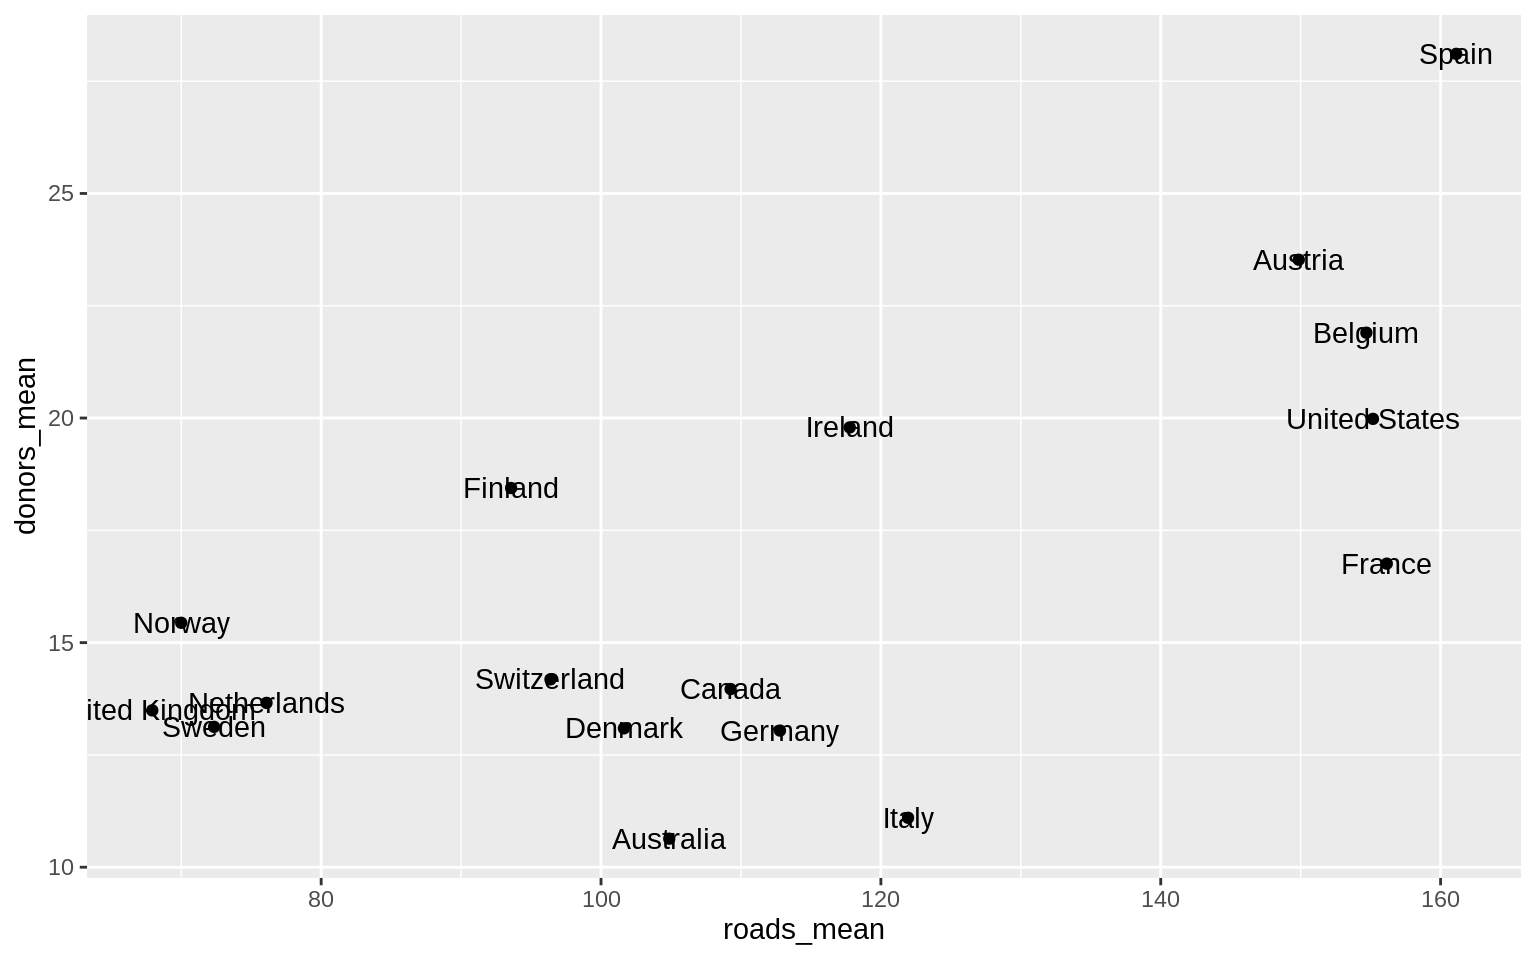 Spain
25
Austria
Belgium
20
United States
Ireland
Finland
France
Norway
15
Switzerland
Canada
Netherlands
ited Kingdom
Sweden
Denmark
Germany
Italy
Australia
10
80
100
120
140
160
roads_mean
donors_mean